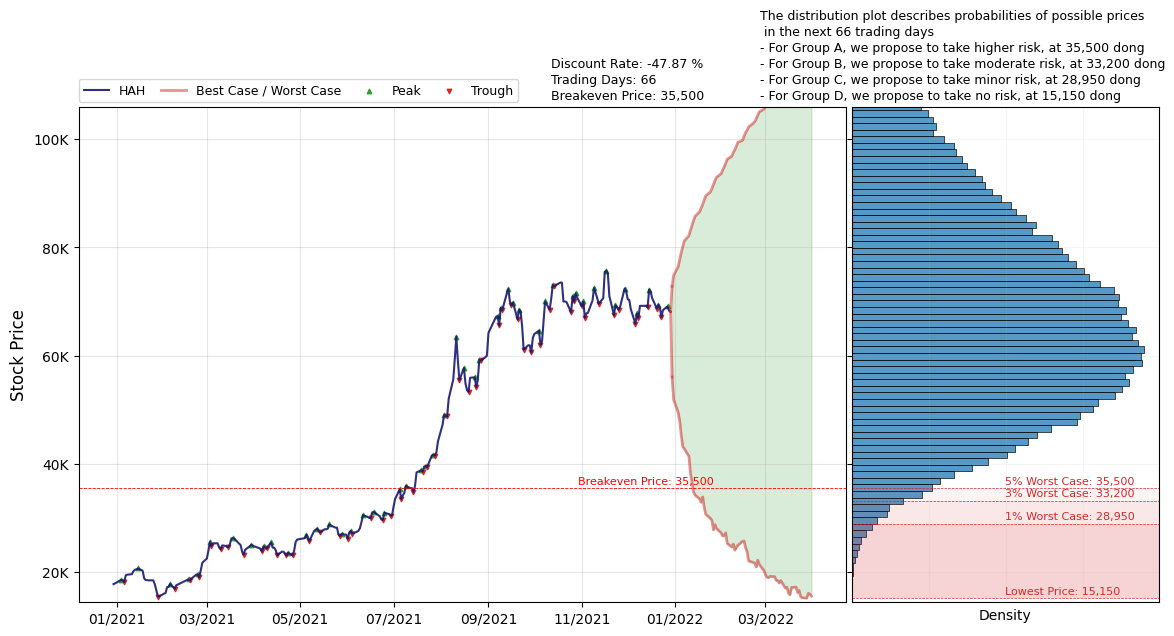 The distribution plot describes probabilities of possible prices
in the next 66 trading days
- For Group A, we propose to take higher risk, at 35,500 dong
- For Group B, we propose to take moderate risk, at 33,200 dong
- For Group C, we propose to take minor risk, at 28,950 dong
- For Group D, we propose to take no risk, at 15,150 dong
Discount Rate: -47.87 %
Trading Days: 66
Breakeven Price: 35,500
HAH
Best Case / Worst Case
Peak
Trough
Stock Price
100K
80K
60K
40K
20K
Breakeven Price: 35,500
01/2021
03/2021
05/2021
07/2021
09/2021
11/2021
01/2022
03/2022
5% Worst Case: 35,500
3% Worst Case: 33,200
1% Worst Case: 28,950
Lowest Price: 15,150
Density